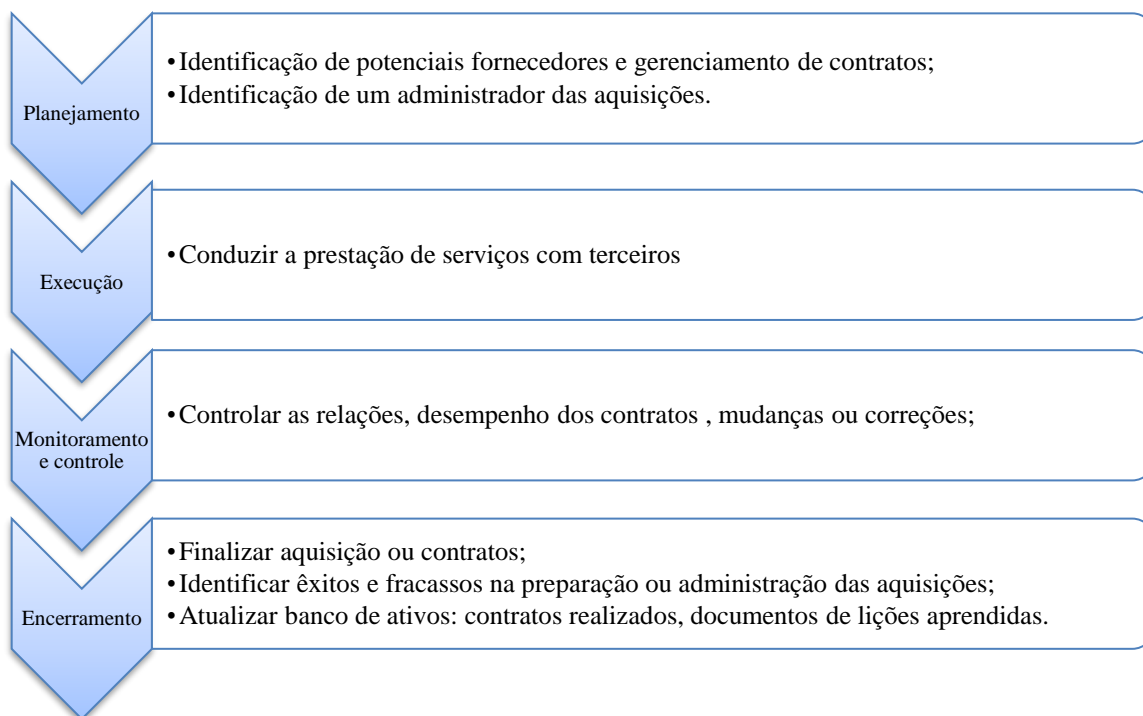 Planejamento
•Identificação de potenciais fornecedores e gerenciamento de contratos;
•Identificação de um administrador das aquisições.
Execução
•Conduzir a prestação de serviços com terceiros
Monitoramento
e controle
•Controlar as relações, desempenho dos contratos , mudanças ou correções;
Encerramento
•Finalizar aquisição ou contratos;
•Identificar êxitos e fracassos na preparação ou administração das aquisições;
•Atualizar banco de ativos: contratos realizados, documentos de lições aprendidas.